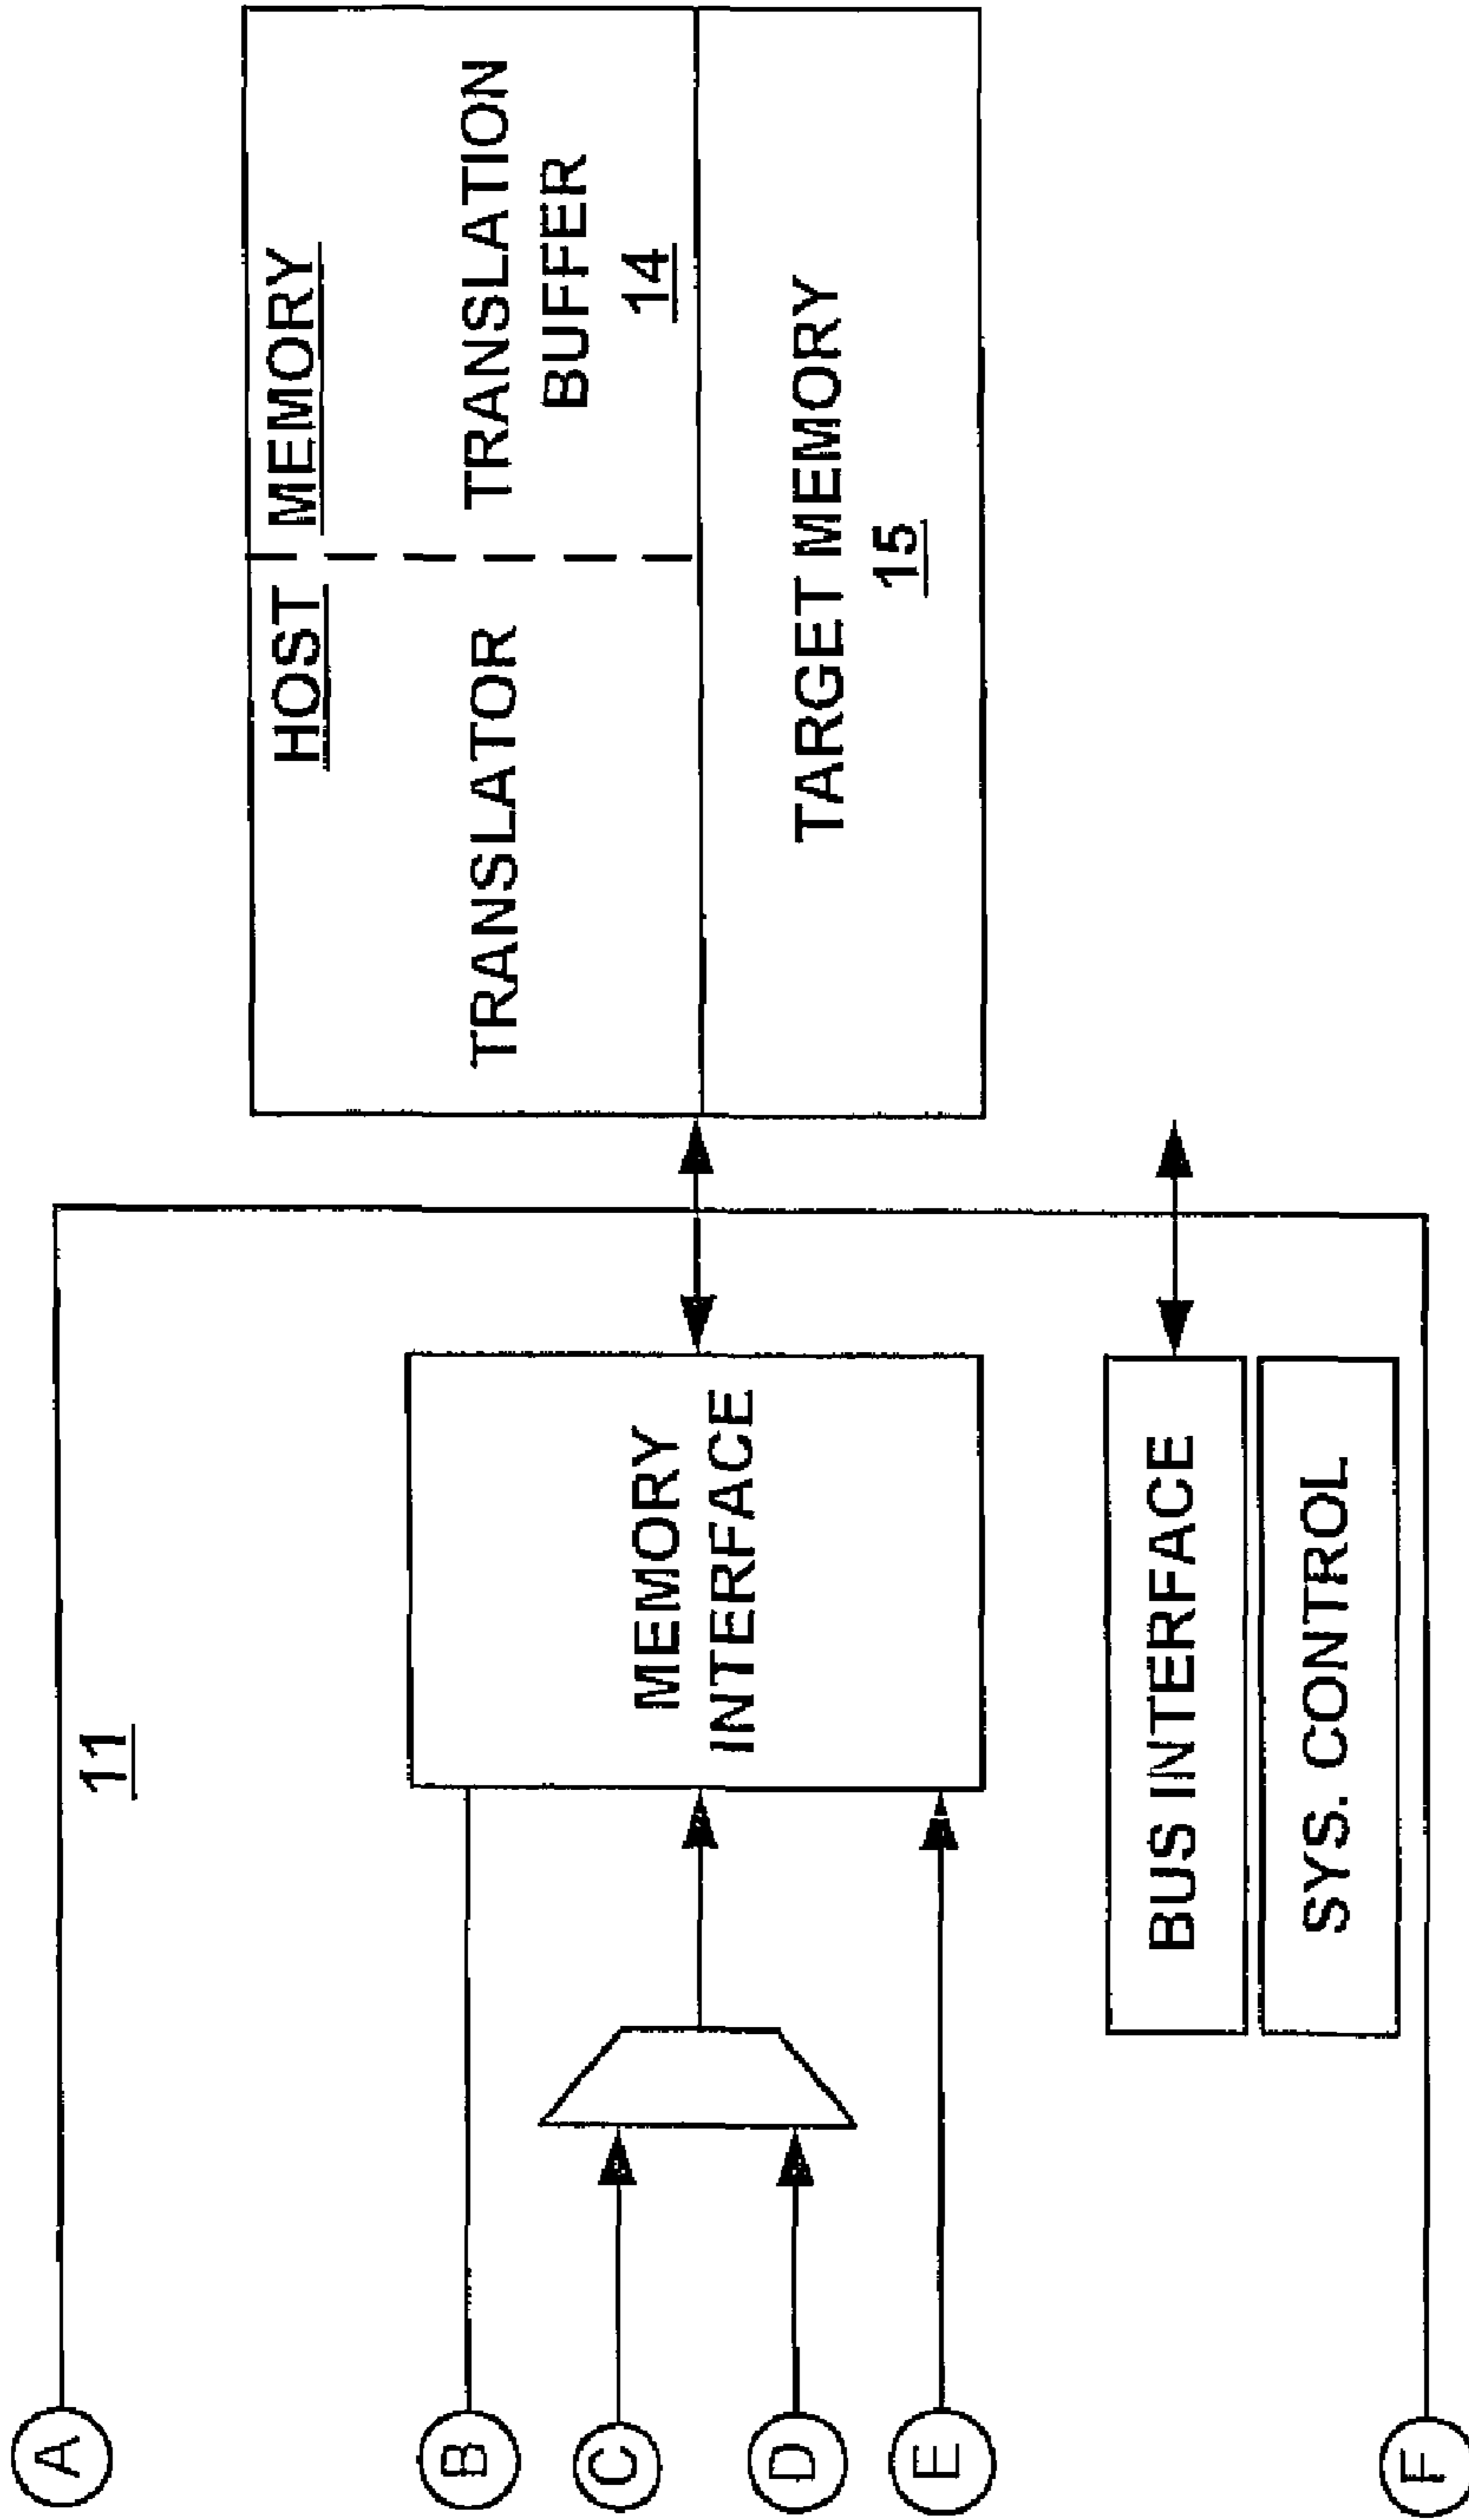 A
11
B
C
D
E
F
MEMORY
INTERFACE
BUS INTERFACE
SYS. CONTROL
HOST MEMORY
TRANSLATOR
TRANSLATION
BUFFER
14
TARGET MEMORY
15